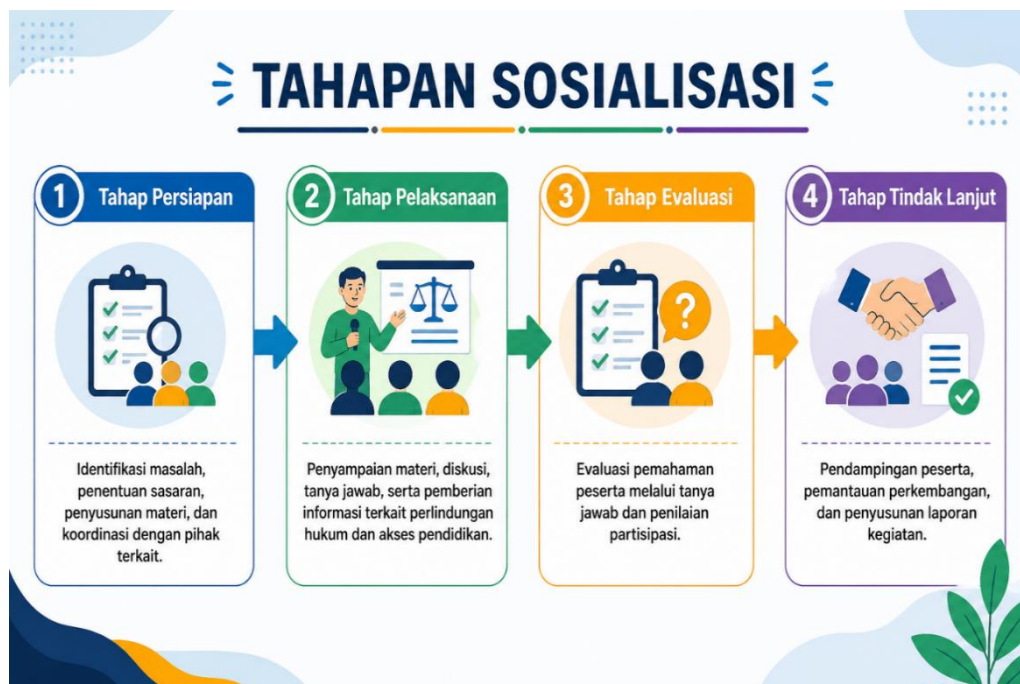 TAHAPAN SOSIALISASI
1 Tahap Persiapan
Identifikasi masalah,
penentuan sasaran,
penyusunan materi, dan
koordinasi dengan pihak
terkait.
2 Tahap Pelaksanaan
Penyampaian materi, diskusi,
tanya jawab, serta pemberian
informasi terkait perlindungan
hukum dan akses pendidikan.
3 Tahap Evaluasi
?
Evaluasi pemahaman
peserta melalui tanya
jawab dan penilaian
partisipasi.
4 Tahap Tindak Lanjut
Pendampingan peserta,
pemantauan perkembangan,
dan penyusunan laporan
kegiatan.